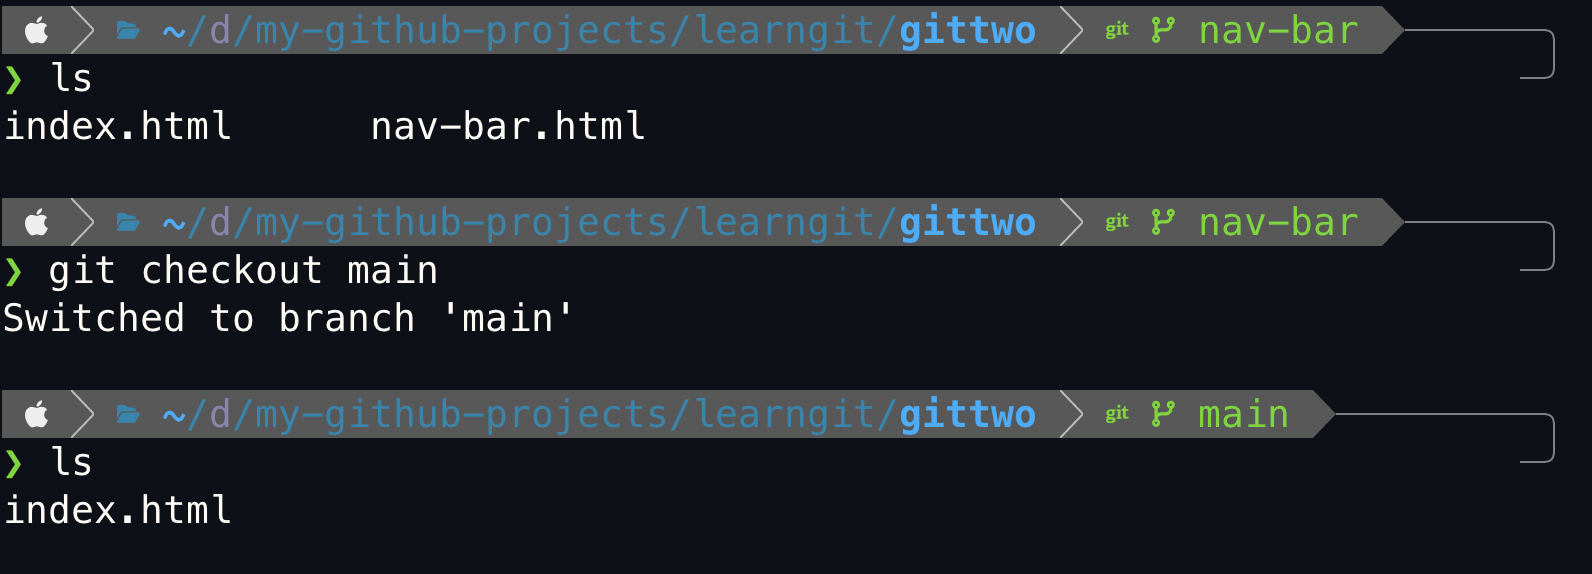 ~/d/my-github-projects/learngit/gittwo git nav-bar
❯ ls
index.html nav-bar.html
~/d/my-github-projects/learngit/gittwo git nav-bar
❯ git checkout main
Switched to branch 'main'
~/d/my-github-projects/learngit/gittwo git main
❯ ls
index.html